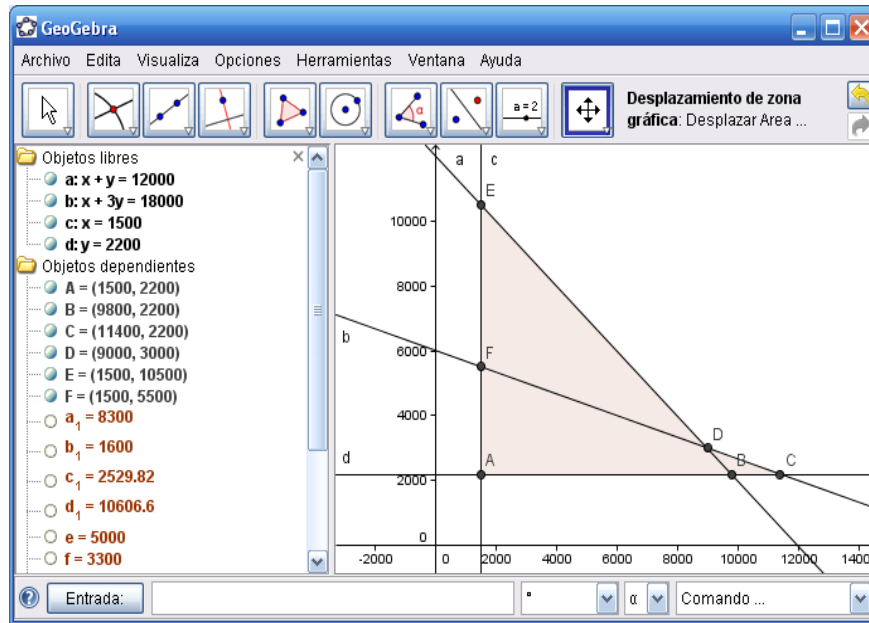 GeoGebra
Archivo Edita Visualiza Opciones Herramientas Ventana Ayuda
α
a = 2
Desplazamiento de zona
gráfica: Desplazar Area ...
Objetos libres
a: x + y = 12000
b: x + 3y = 18000
c: x = 1500
d: y = 2200
Objetos dependientes
A = (1500, 2200)
B = (9800, 2200)
C = (11400, 2200)
D = (9000, 3000)
E = (1500, 10500)
F = (1500, 5500)
a₁ = 8300
b₁ = 1600
c₁ = 2529.82
d₁ = 10606.6
e = 5000
f = 3300
a c
E
10000
8000
b
6000
F
4000
D
d
A
B
C
2000
0
-2000 0 2000 4000 6000 8000 10000 12000 1400
Entrada:
°
α
Comando ...